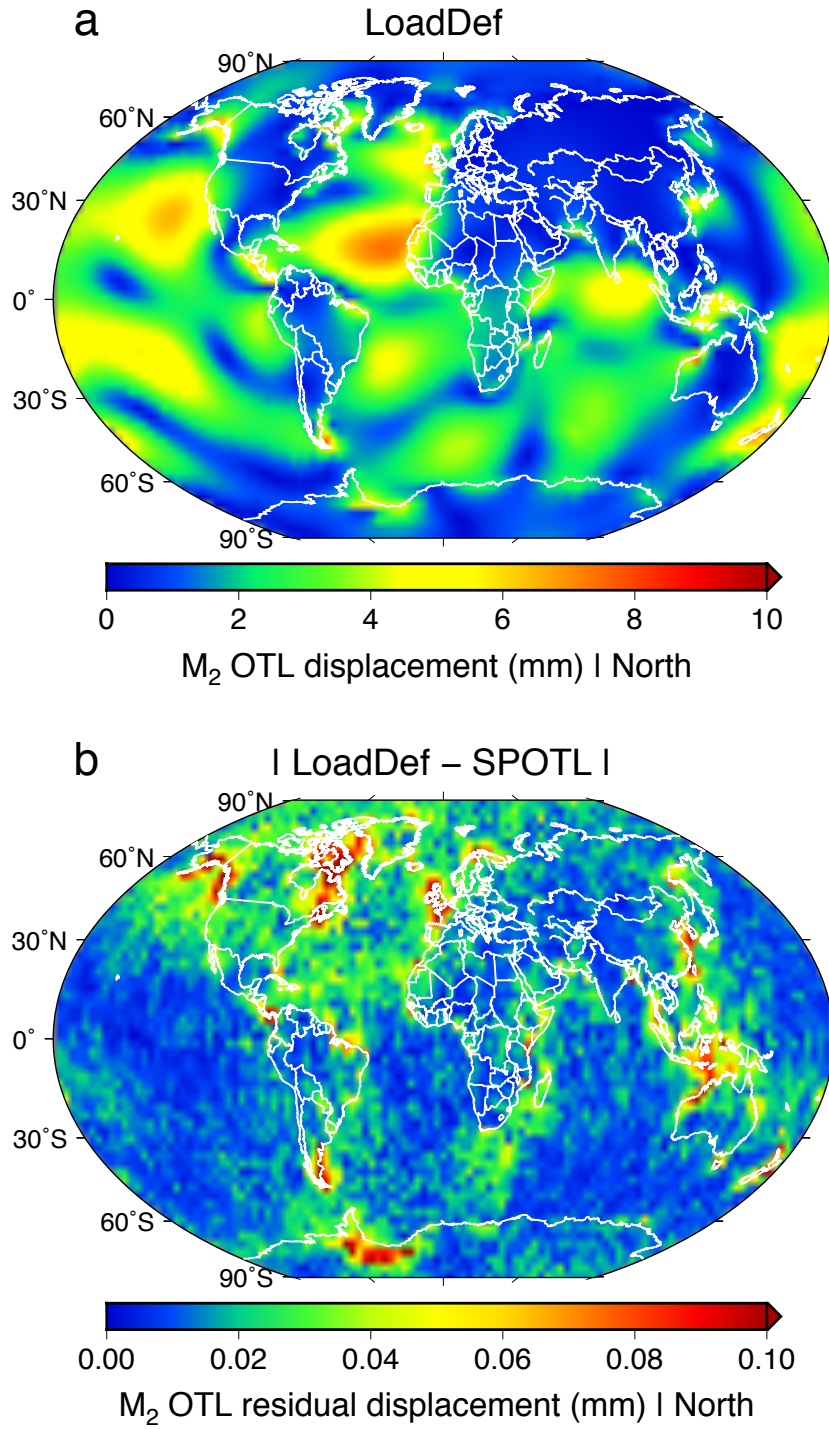 a
LoadDef
90˚N
60˚N
30˚N
0˚
30˚S
60˚S
90˚S
0 2 4 6 8 10
M2 OTL displacement (mm) | North
b
| LoadDef – SPOTL |
90˚N
60˚N
30˚N
0˚
30˚S
60˚S
90˚S
0.00 0.02 0.04 0.06 0.08 0.10
M2 OTL residual displacement (mm) | North